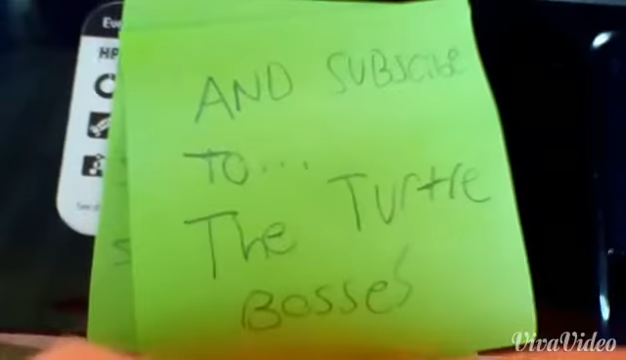 AND SUBSCIBE
TO...
The Turtle
Bosses
HP
VivaVideo